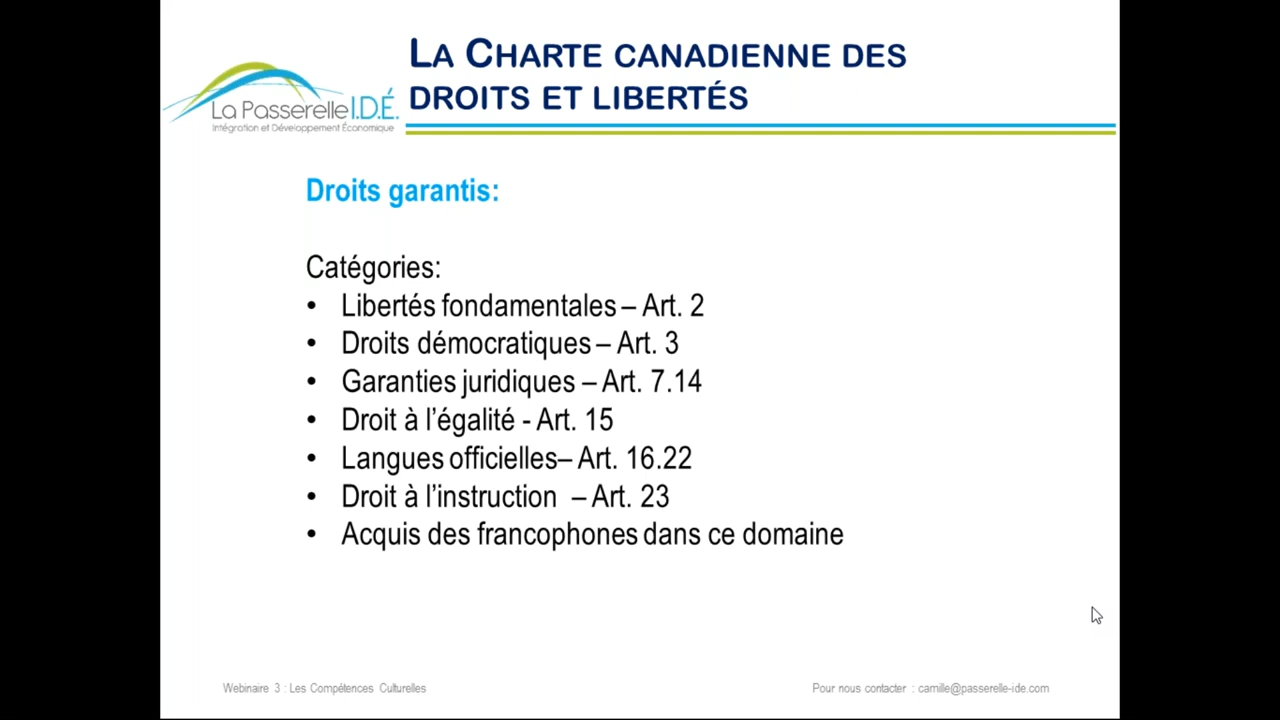 LA CHARTE CANADIENNE DES
DROITS ET LIBERTÉS
La Passerelle I.D.É.
Intégration et Développement Économique
Droits garantis:
Catégories:
• Libertés fondamentales – Art. 2
• Droits démocratiques – Art. 3
• Garanties juridiques – Art. 7.14
• Droit à l’égalité - Art. 15
• Langues officielles– Art. 16.22
• Droit à l’instruction – Art. 23
• Acquis des francophones dans ce domaine
Webinaire 3 : Les Compétences Culturelles
Pour nous contacter : camille@passerelle-ide.com